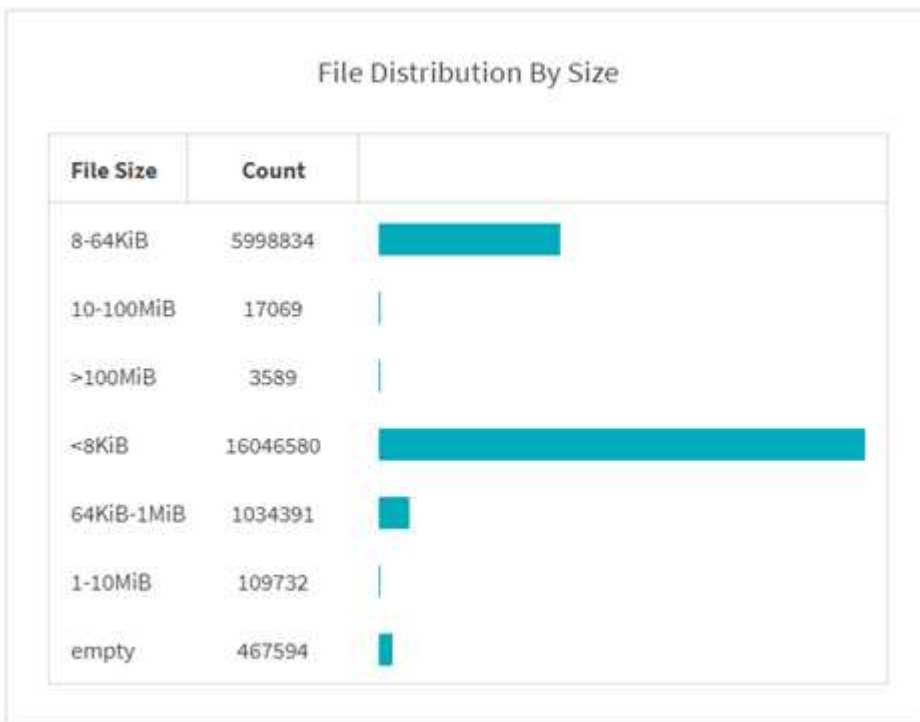 File Distribution By Size
File Size Count
8-64KiB 5998834
10-100MiB 17069
>100MiB 3589
<8KiB 16046580
64KiB-1MiB 1034391
1-10MiB 109732
empty 467594